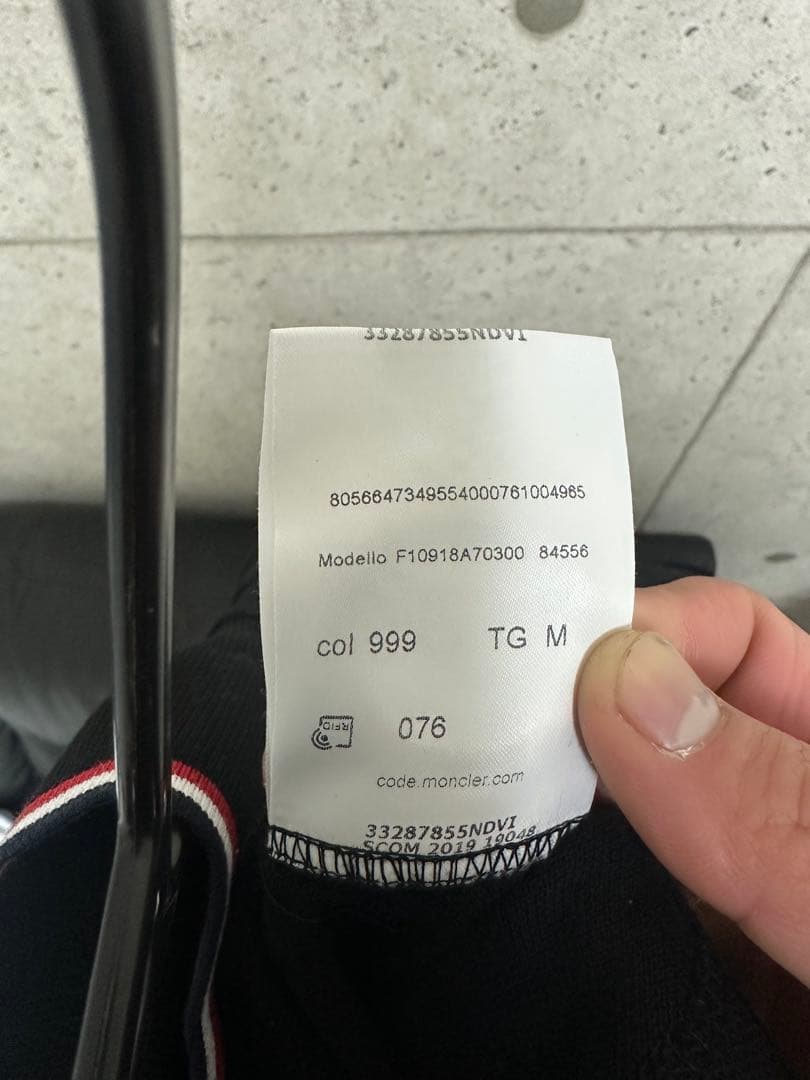 33287855NDVI
8056647349554000761004965
Modello F10918A70300 84556
col 999 TG M
RFID 076
code.moncler.com
33287855NDVI
SCOM 2019 19048